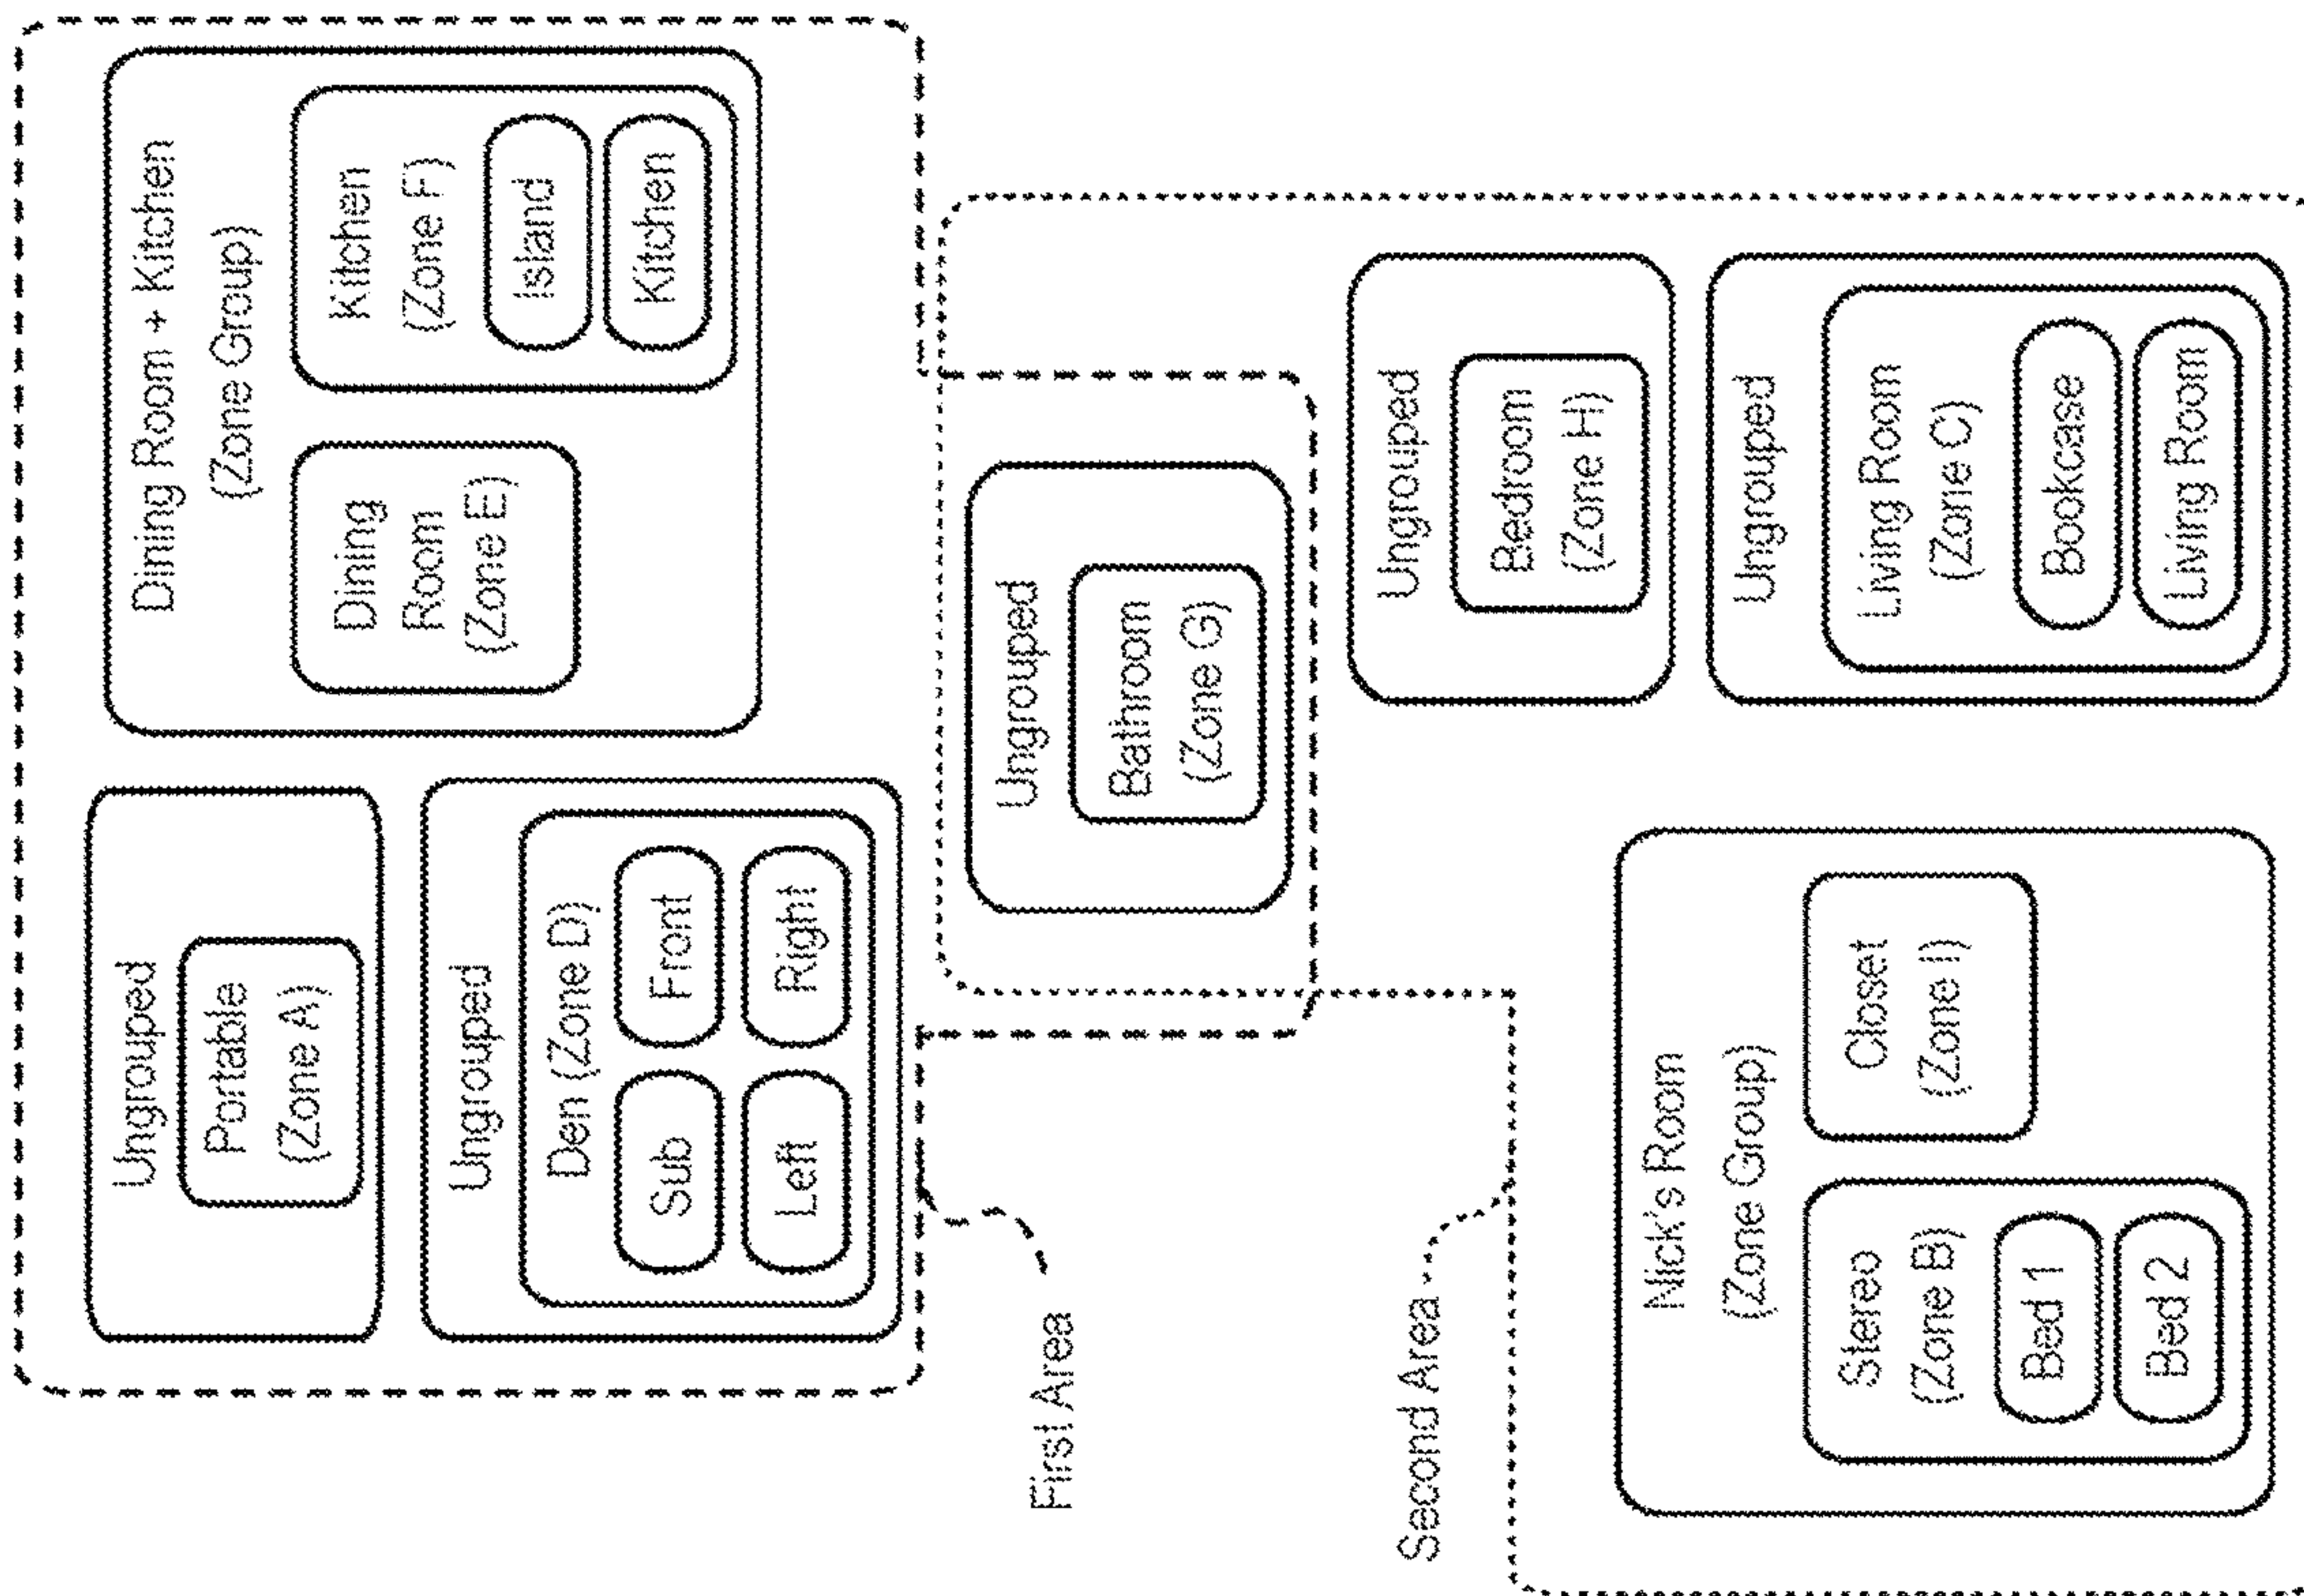 Ungrouped
Portable
(Zone A)
Ungrouped
Den (Zone D)
Sub
Front
Left
Right
Dining Room + Kitchen
(Zone Group)
Dining
Room
(Zone E)
Kitchen
(Zone F)
Island
Kitchen
First Area
Ungrouped
Bathroom
(Zone G)
Second Area
Ungrouped
Bedroom
(Zone H)
Nick's Room
(Zone Group)
Stereo
(Zone B)
Bed 1
Bed 2
Closet
(Zone I)
Ungrouped
Living Room
(Zone C)
Bookcase
Living Room